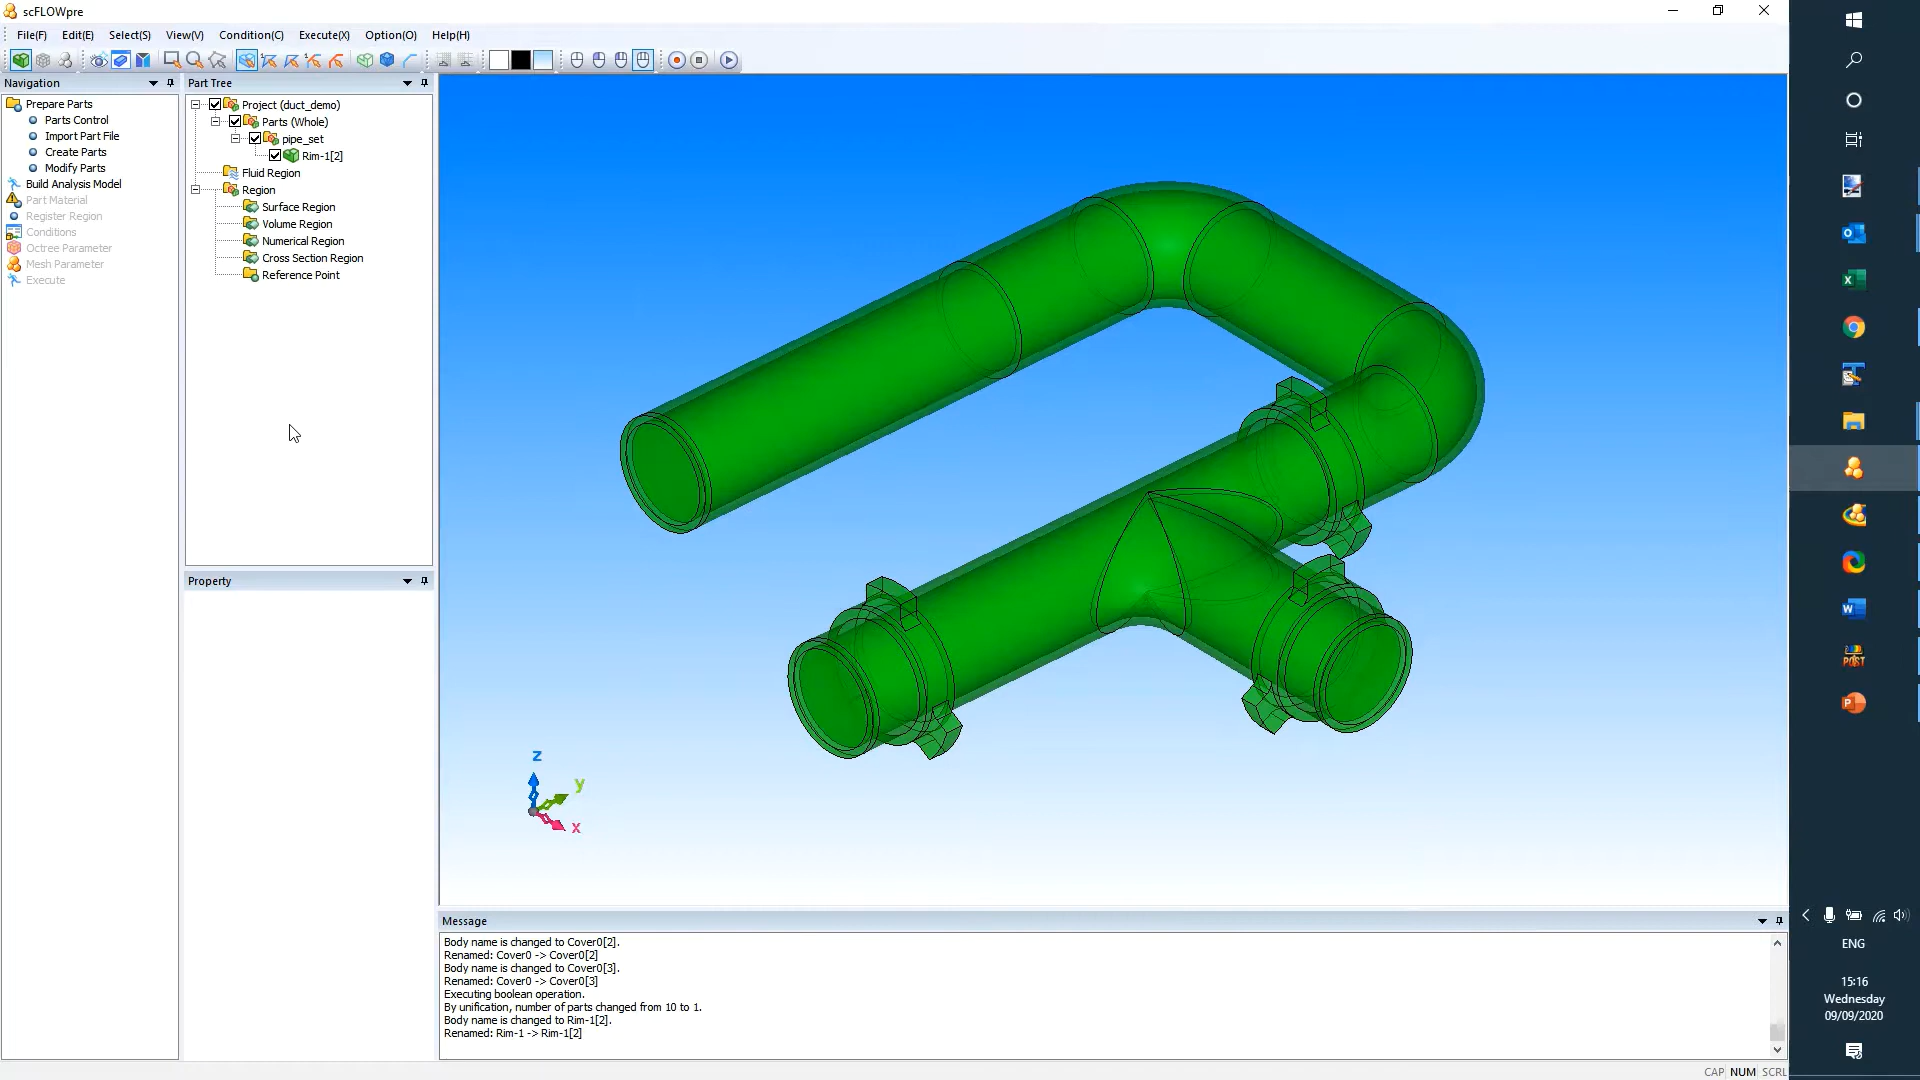 scFLOWpre
File(F) Edit(E) Select(S) View(V) Condition(C) Execute(X) Option(O) Help(H)
Navigation
Prepare Parts
Parts Control
Import Part File
Create Parts
Modify Parts
Build Analysis Model
Part Material
Register Region
Conditions
Octree Parameter
Mesh Parameter
Execute
Part Tree
Project (duct_demo)
Parts (Whole)
pipe_set
Rim-1[2]
Fluid Region
Region
Surface Region
Volume Region
Numerical Region
Cross Section Region
Reference Point
Property
z
y
x
Message
Body name is changed to Cover0[2].
Renamed: Cover0 -> Cover0[2]
Body name is changed to Cover0[3].
Renamed: Cover0 -> Cover0[3]
Executing boolean operation.
By unification, number of parts changed from 10 to 1.
Body name is changed to Rim-1[2].
Renamed: Rim-1 -> Rim-1[2]
CAP NUM SCRL
POST
ENG
15:16
Wednesday
09/09/2020